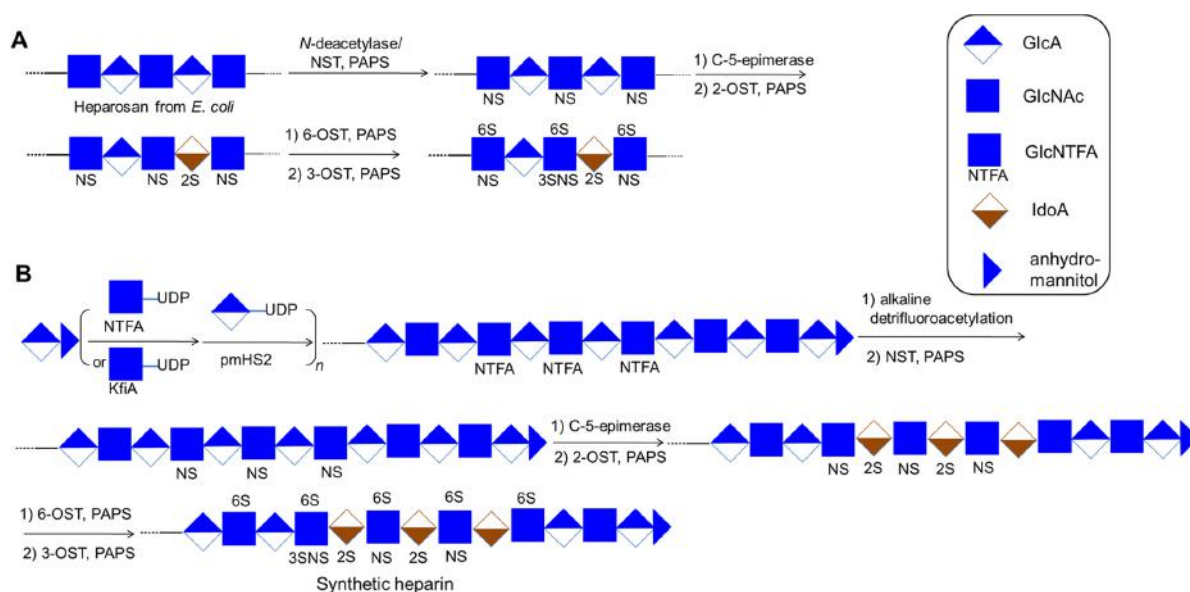 A
N-deacetylase/
NST, PAPS
1) C-5-epimerase
2) 2-OST, PAPS
Heparosan from E. coli
NS NS NS
1) 6-OST, PAPS
2) 3-OST, PAPS
6S 6S 6S
NS NS 2S NS
NS 3SNS 2S NS
GlcA
GlcNAc
GlcNTFA
NTFA
IdoA
anhydro-
mannitol
B
UDP
NTFA
or
UDP
KfiA
UDP
pmHS2
n
NTFA NTFA NTFA
1) alkaline
detrifluoroacetylation
2) NST, PAPS
NS NS NS
1) C-5-epimerase
2) 2-OST, PAPS
NS 2S NS 2S NS
1) 6-OST, PAPS
2) 3-OST, PAPS
6S 6S 6S 6S 6S
3SNS 2S NS 2S NS
Synthetic heparin